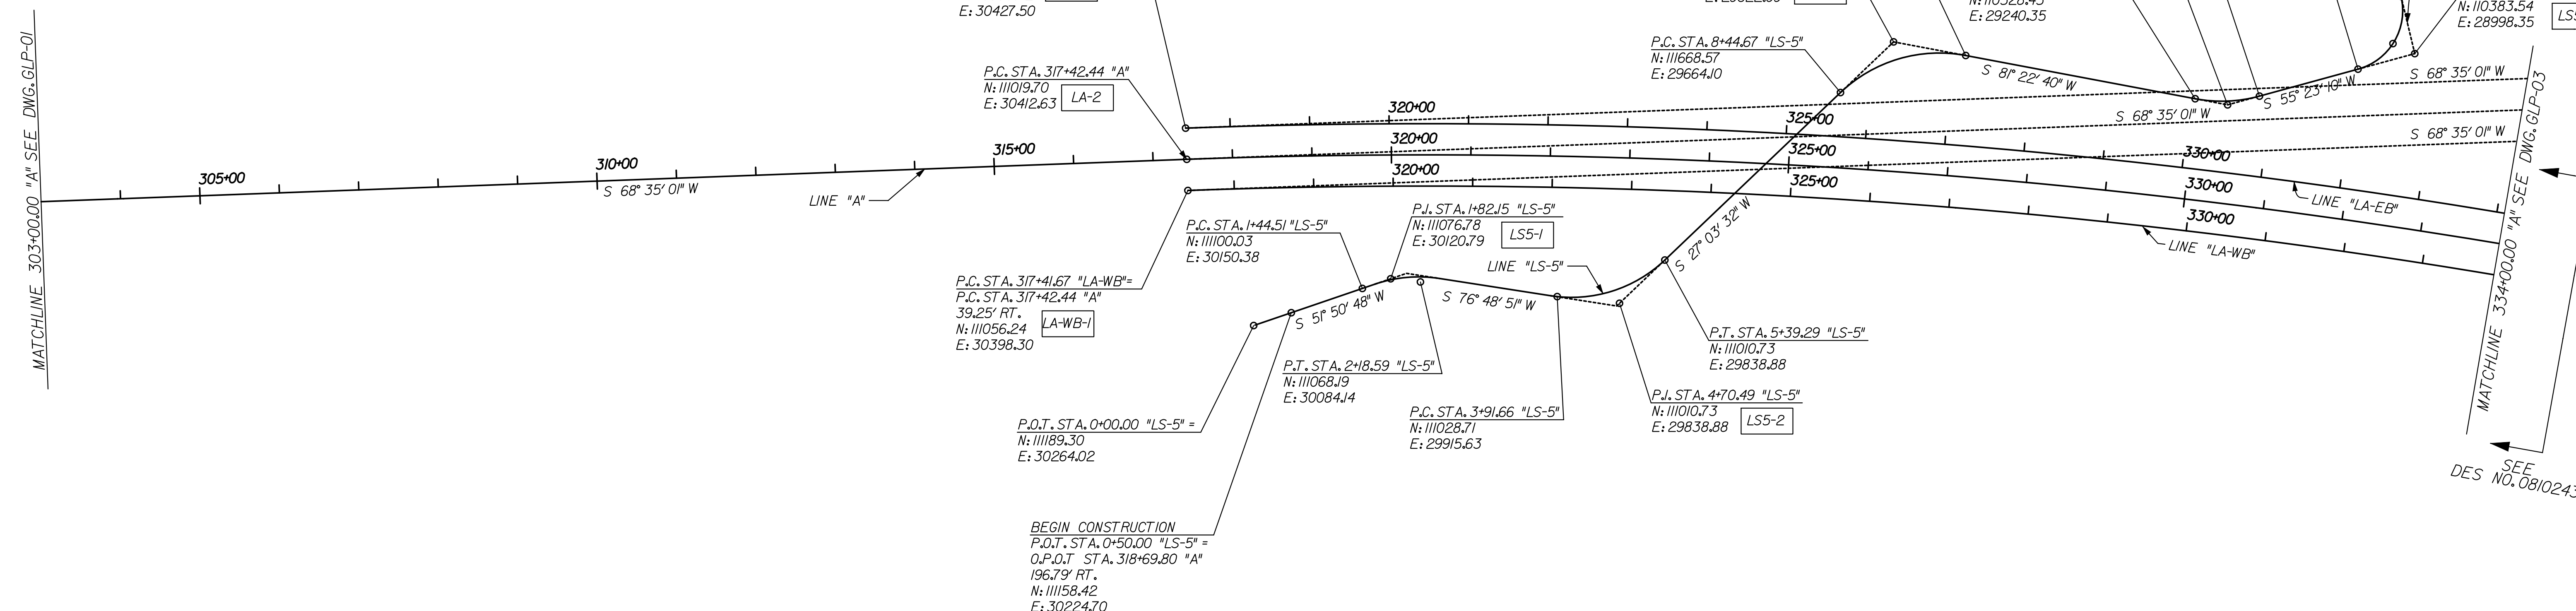 MATCHLINE 303+00.00 "A" SEE DWG. GLP-01
E: 30427.50
P.C. STA. 317+42.44 "A"
N: 111019.70
E: 30412.63
LA-2
E: 29240.35
N: 110383.54
E: 28998.35
P.C. STA. 8+44.67 "LS-5"
N: 111668.57
E: 29664.10
S 81° 22' 40" W
S 55° 23' 10" W
S 68° 35' 01" W
S 68° 35' 01" W
S 68° 35' 01" W
320+00
325+00
330+00
305+00
310+00
315+00
320+00
325+00
330+00
S 68° 35' 01" W
LINE "A"
320+00
325+00
330+00
LINE "LA-EB"
LINE "LA-WB"
MATCHLINE 334+00.00 "A" SEE DWG. GLP-03
P.C. STA. 1+44.51 "LS-5"
N: 111100.03
E: 30150.38
P.I. STA. 1+82.15 "LS-5"
N: 111076.78
E: 30120.79
LS5-1
LINE "LS-5"
S 27° 03' 32" W
P.C. STA. 317+41.67 "LA-WB"=
P.C. STA. 317+42.44 "A"
39.25' RT.
N: 111056.24
E: 30398.30
LA-WB-1
S 51° 50' 48" W
S 76° 48' 51" W
P.T. STA. 5+39.29 "LS-5"
N: 111010.73
E: 29838.88
P.T. STA. 2+18.59 "LS-5"
N: 111068.19
E: 30084.14
P.I. STA. 4+70.49 "LS-5"
N: 111010.73
E: 29838.88
LS5-2
P.C. STA. 3+91.66 "LS-5"
N: 111028.71
E: 29915.63
P.O.T. STA. 0+00.00 "LS-5" =
N: 111189.30
E: 30264.02
BEGIN CONSTRUCTION
P.O.T. STA. 0+50.00 "LS-5" =
O.P.O.T STA. 318+69.80 "A"
196.79' RT.
N: 111158.42
E: 30224.70
SEE
DES NO. 0810243